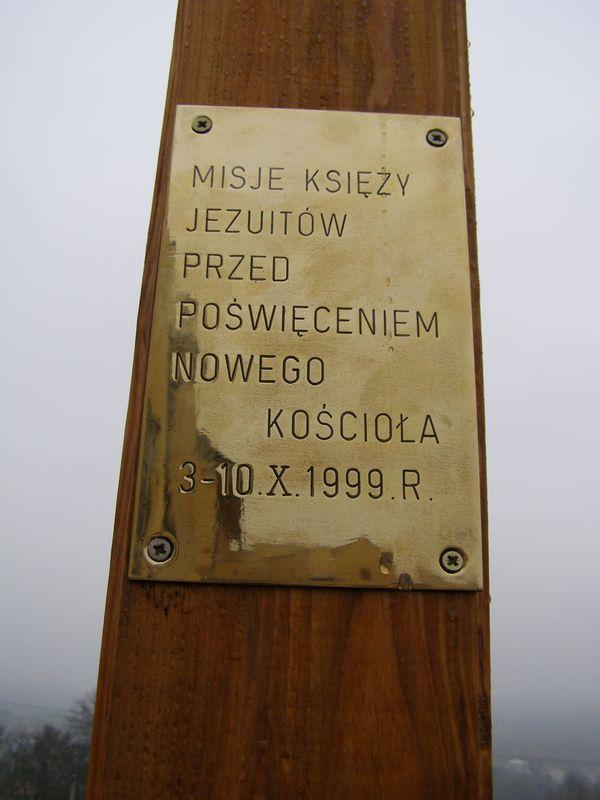 MISJE KSIĘŻY
JEZUITÓW
PRZED
POŚWIĘCENIEM
NOWEGO
KOŚCIOŁA
3-10.X.1999.R.